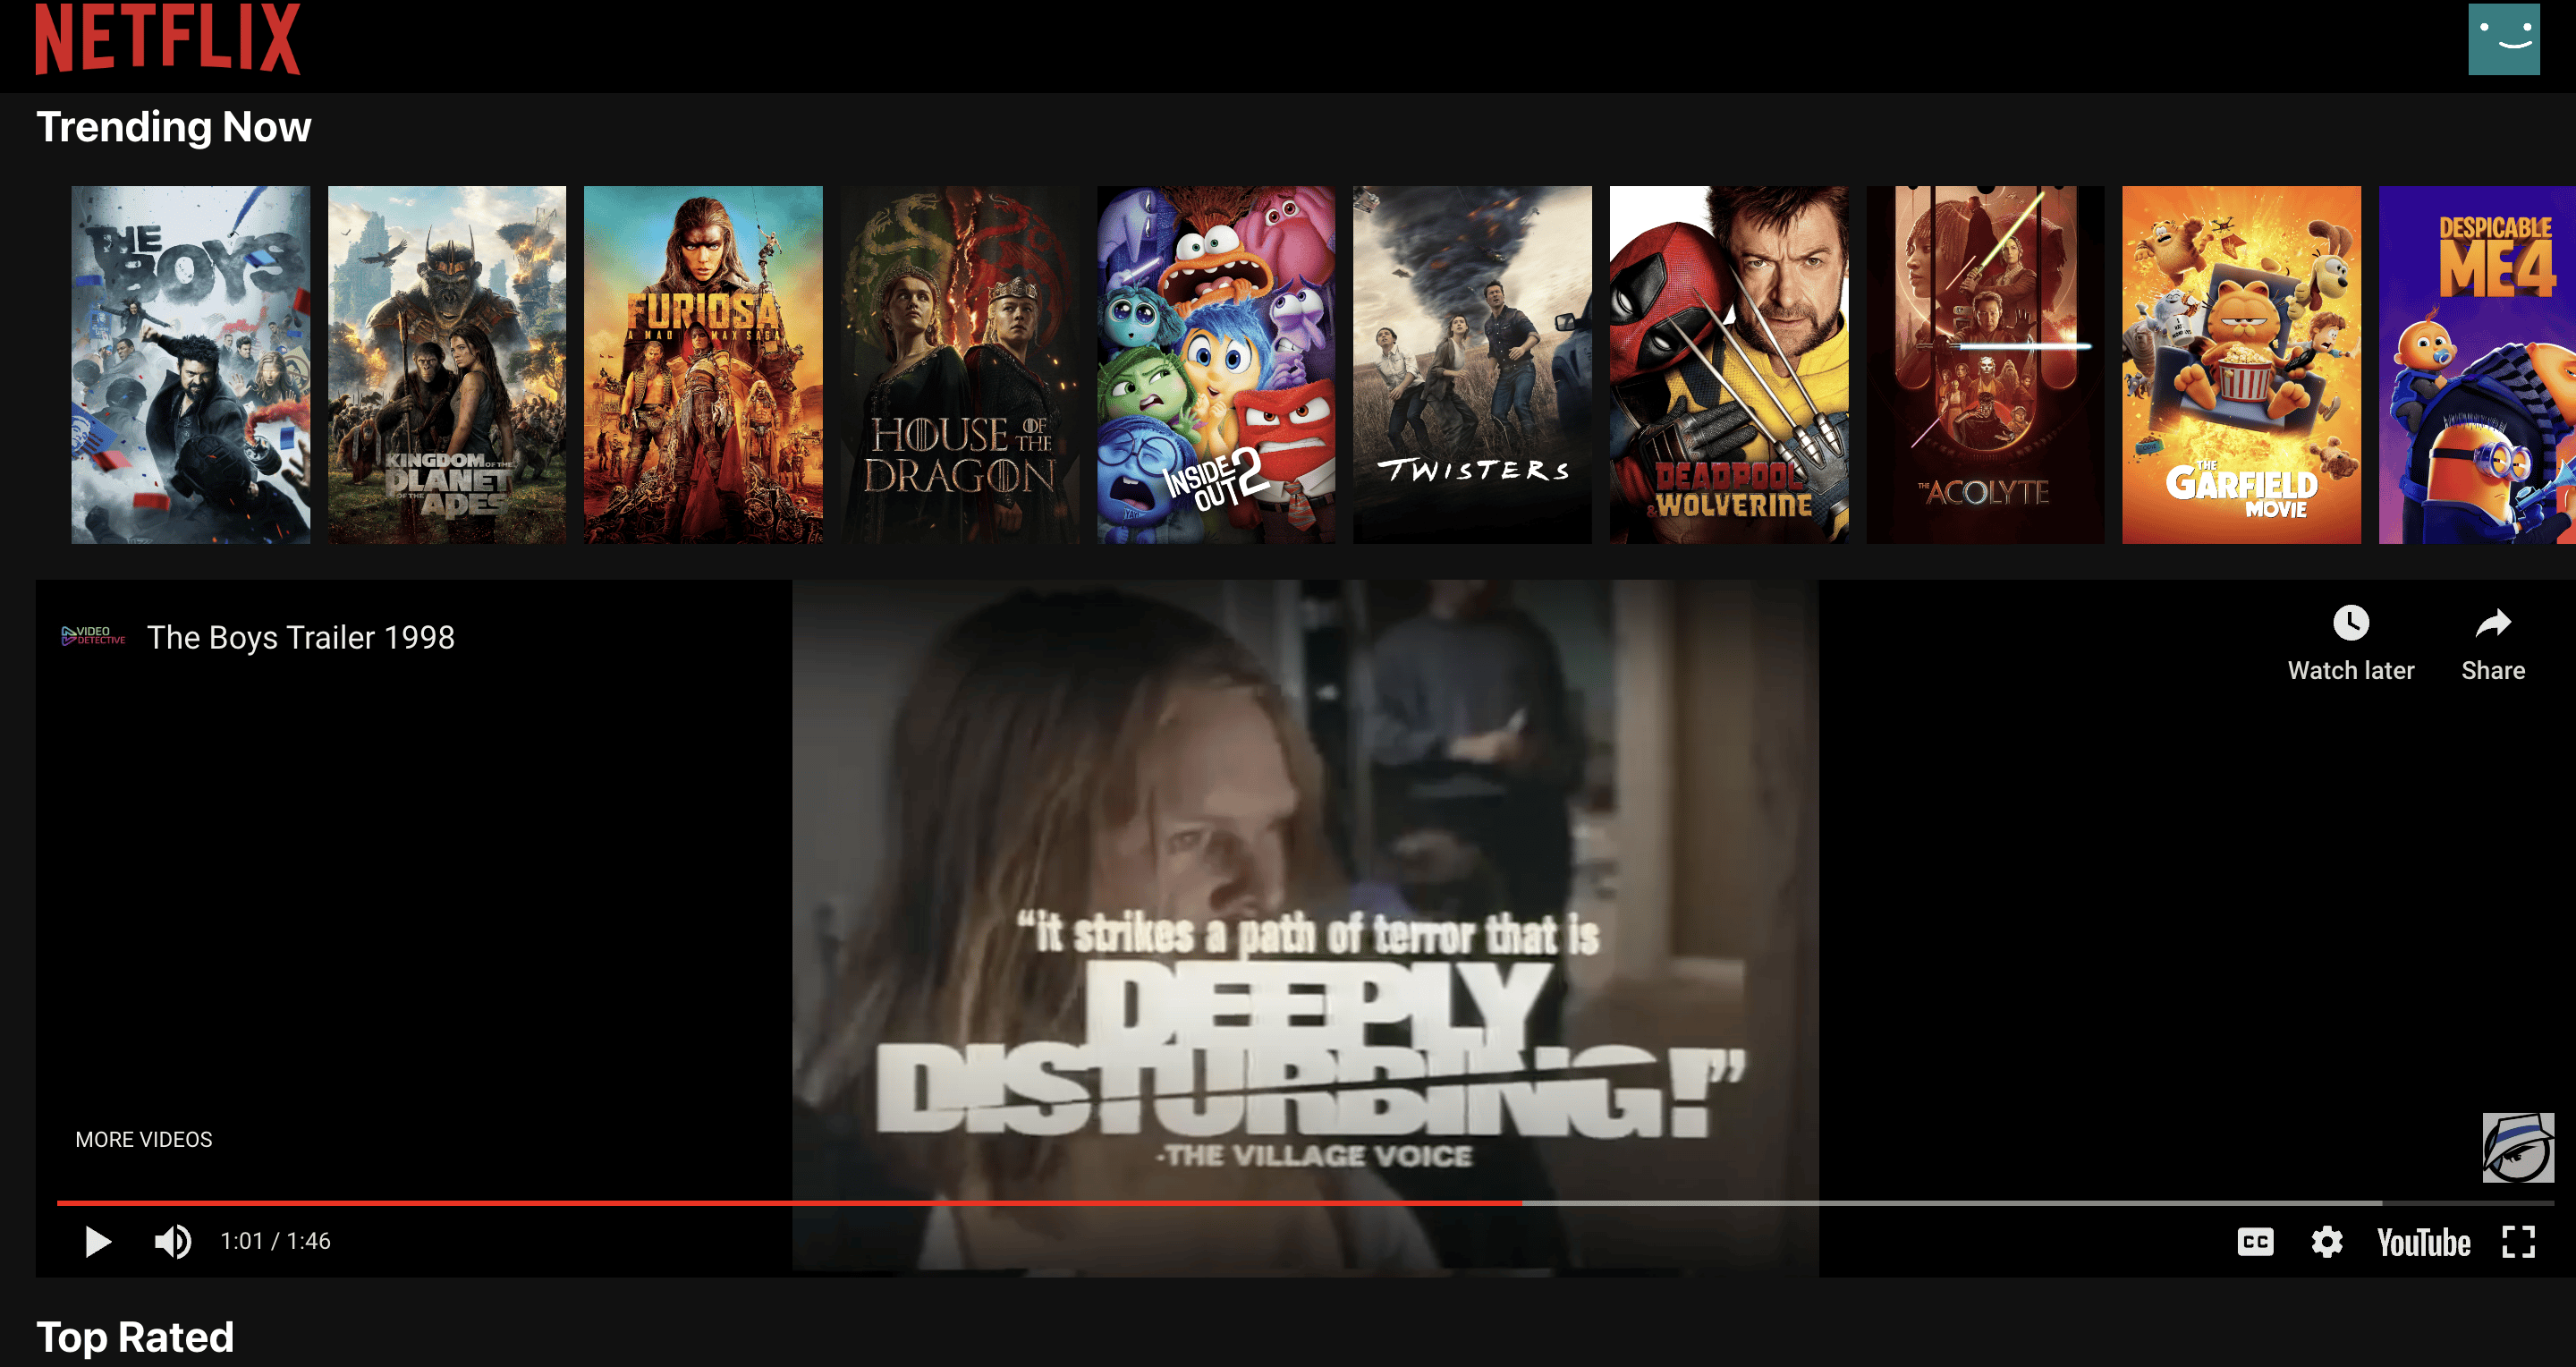 NETFLIX
Trending Now
THE
BOYS
KINGDOM OF THE
PLANET
OF THE
APES
FURIOSA
A MAD MAX SAGA
HOUSE OF THE
DRAGON
INSIDE
OUT 2
TWISTERS
DEADPOOL
& WOLVERINE
THE ACOLYTE
THE
GARFIELD
MOVIE
DESPICABLE
ME 4
VIDEO
DETECTIVE
The Boys Trailer 1998
Watch later
Share
“it strikes a path of terror that is
DEEPLY
DISTURBING!”
-THE VILLAGE VOICE
MORE VIDEOS
1:01 / 1:46
CC
YouTube
Top Rated